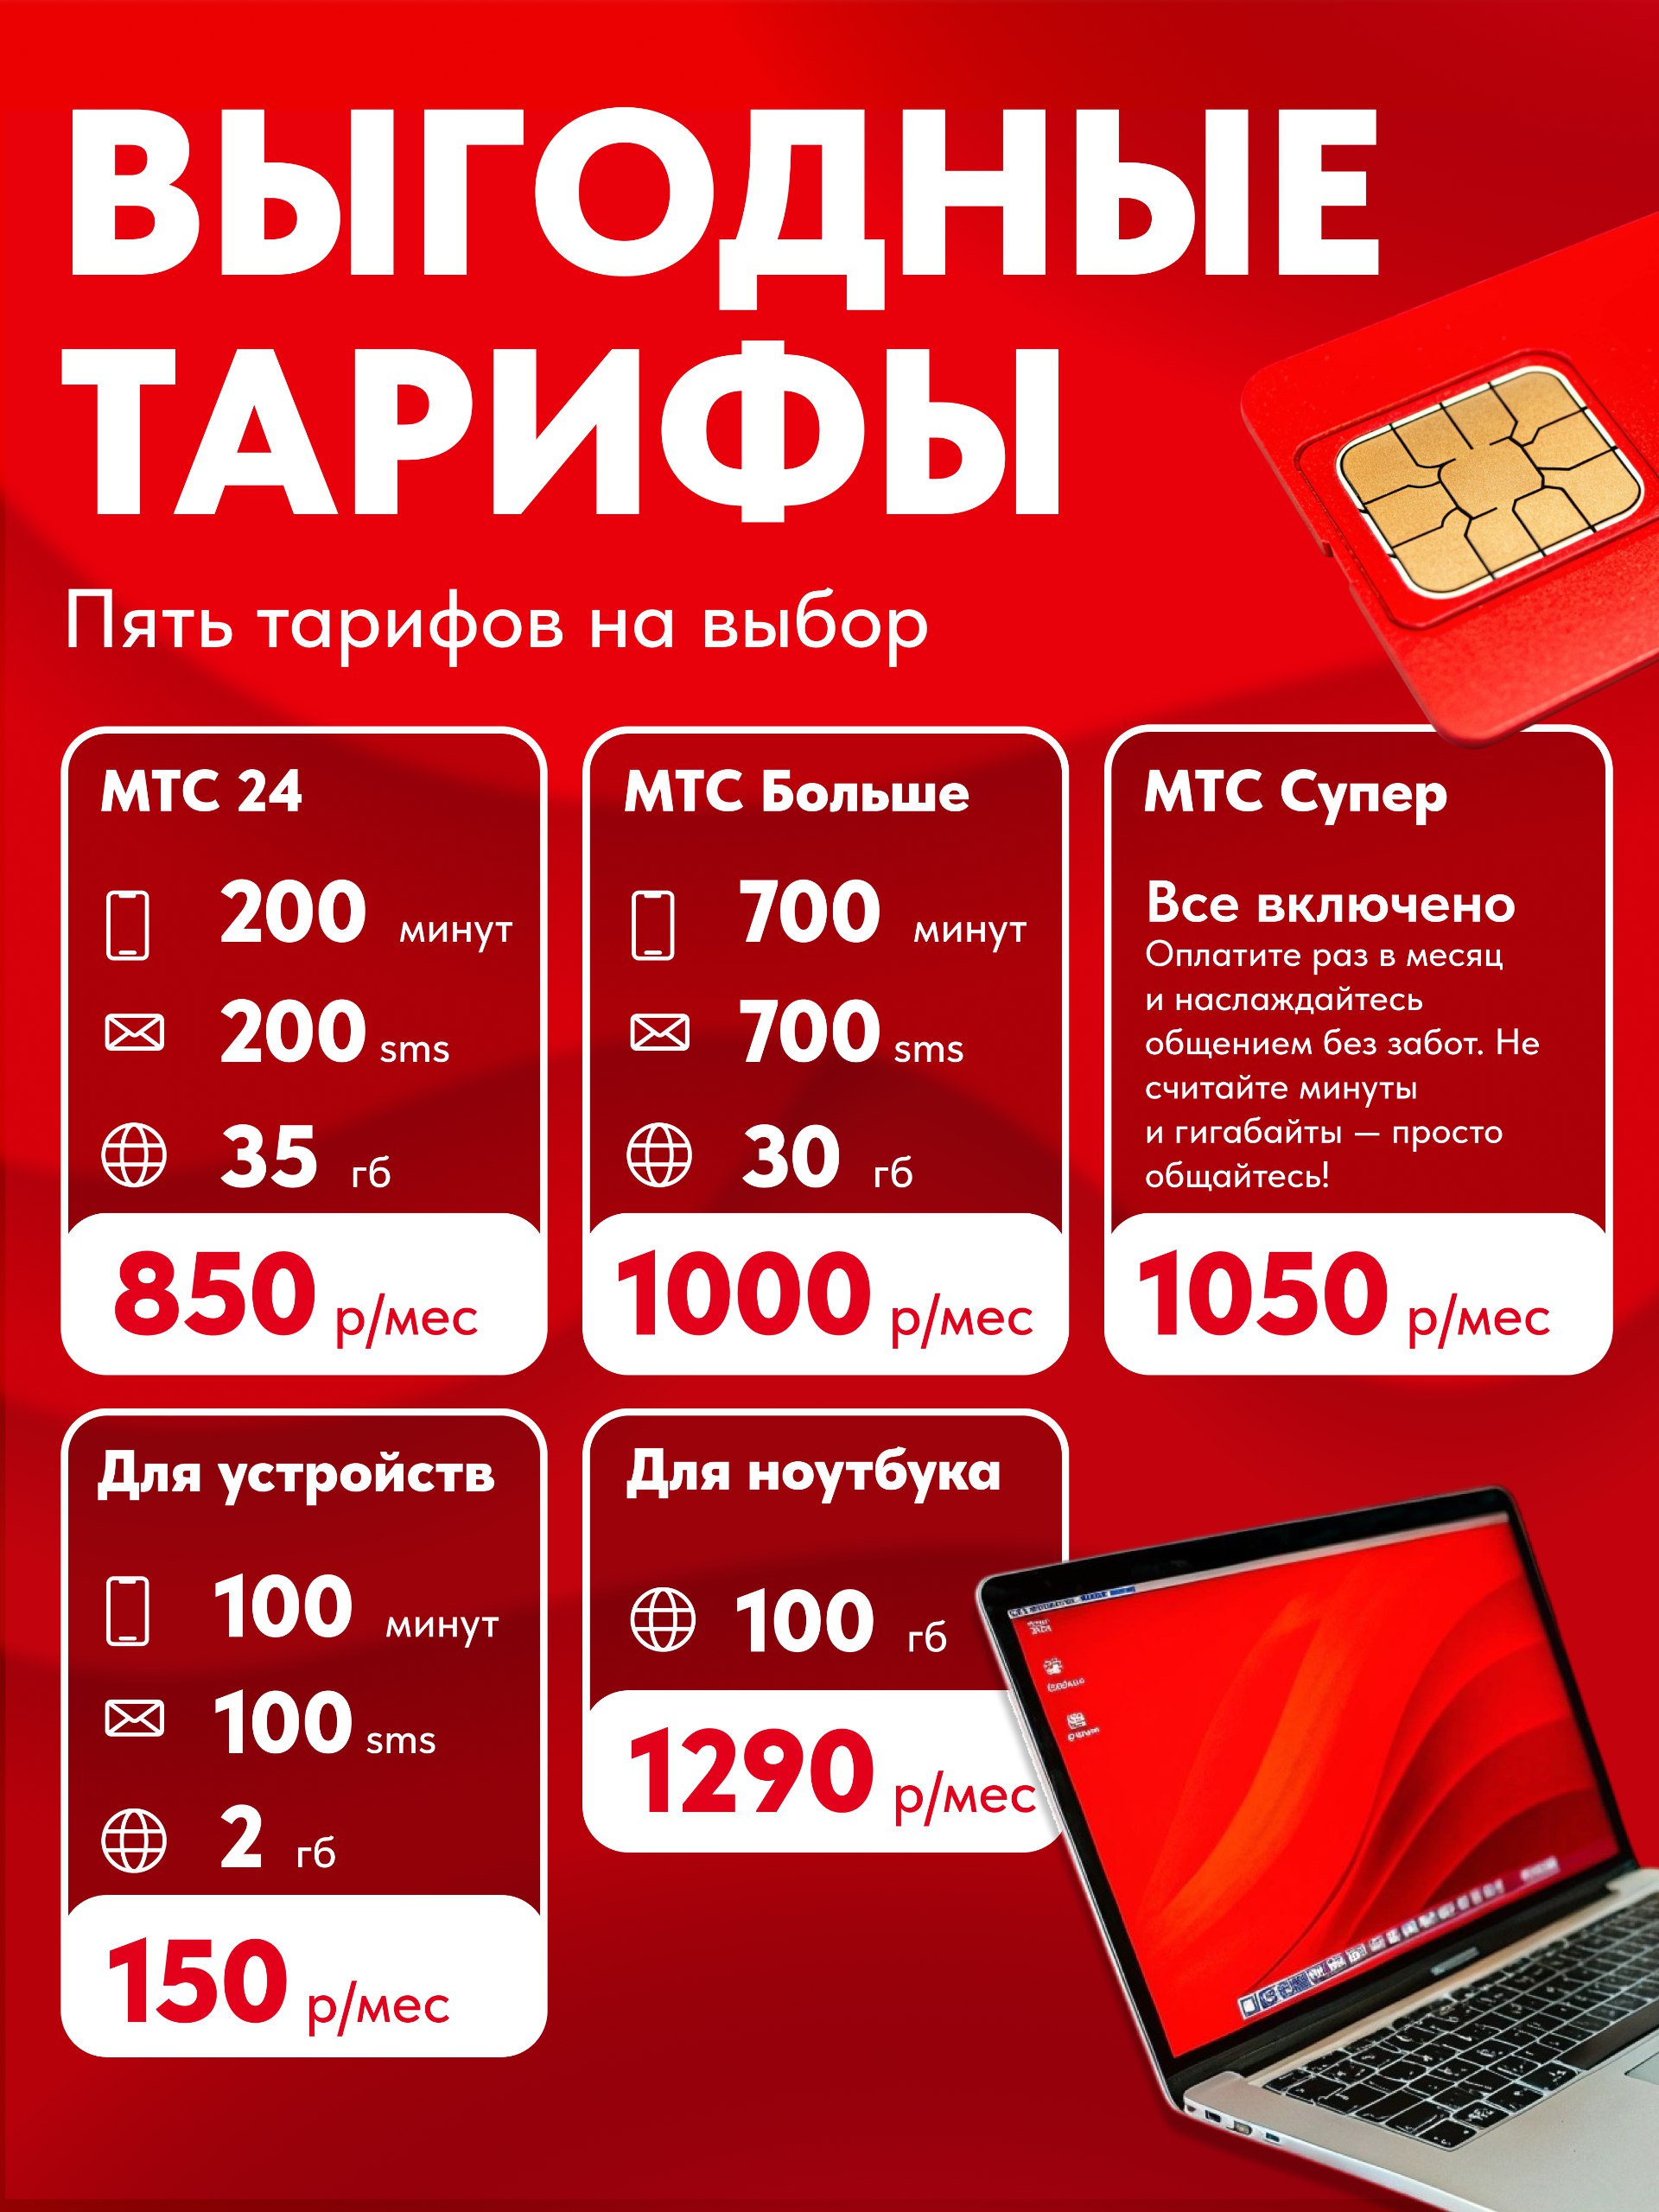 ВЫГОДНЫЕ
ТАРИФЫ
Пять тарифов на выбор
МТС 24
200 минут
200 sms
35 гб
850 р/мес
МТС Больше
700 минут
700 sms
30 гб
1000 р/мес
МТС Супер
Все включено
Оплатите раз в месяц
и наслаждайтесь
общением без забот. Не
считайте минуты
и гигабайты — просто
общайтесь!
1050 р/мес
Для устройств
100 минут
100 sms
2 гб
150 р/мес
Для ноутбука
100 гб
1290 р/мес